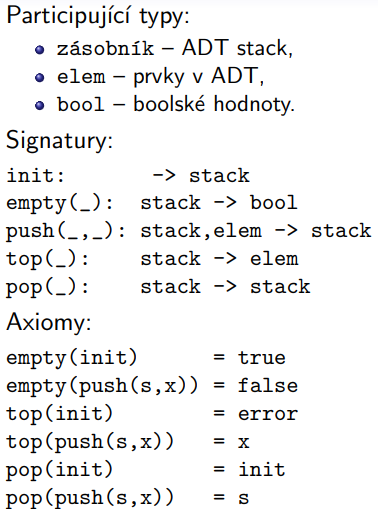 Participující typy:
zásobník – ADT stack,
elem – prvky v ADT,
bool – boolské hodnoty.
Signatury:
init: -> stack
empty(_): stack -> bool
push(_,_): stack,elem -> stack
top(_): stack -> elem
pop(_): stack -> stack
Axiomy:
empty(init) = true
empty(push(s,x)) = false
top(init) = error
top(push(s,x)) = x
pop(init) = init
pop(push(s,x)) = s